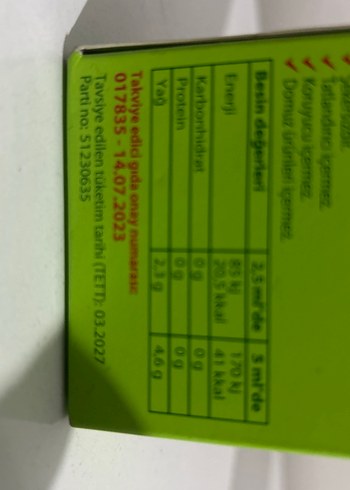 Tatlandırıcı içermez.
Koruyucu içermez.
Domuz ürünleri içermez.
Besin değerleri 2,5 ml'de 5 ml'de
Enerji 85 kj 170 kj
20,5 kkal 41 kkal
Karbonhidrat 0 g 0 g
Protein 0 g 0 g
Yağ 2,3 g 4,6 g
Takviye edici gıda onay numarası:
017835 - 14.07.2023
Tavsiye edilen tüketim tarihi (TETT): 03.2027
Parti no: 51230635